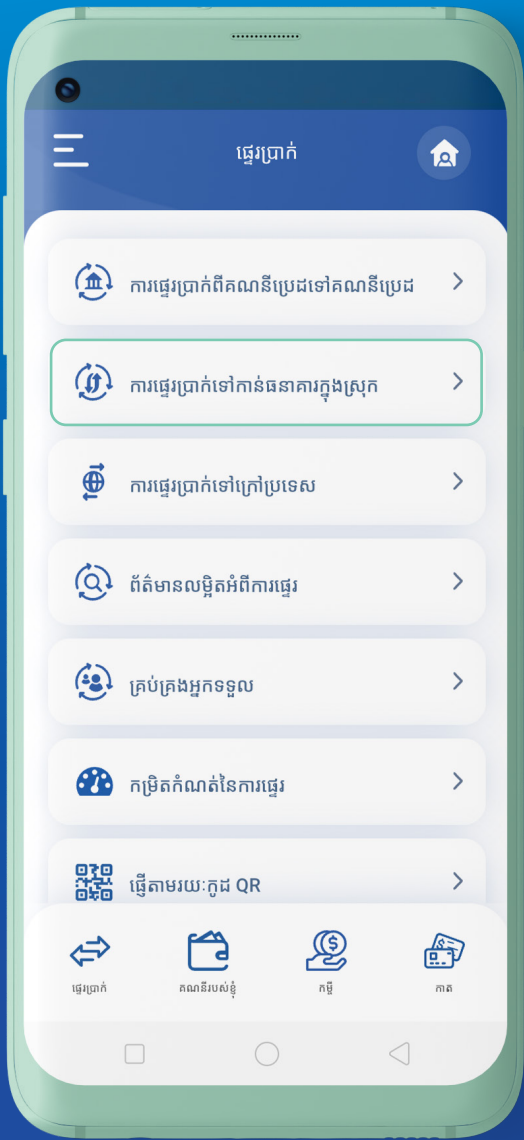 ផ្ទេរប្រាក់
ការផ្ទេរប្រាក់ពីគណនីប្រេដទៅគណនីប្រេដ
ការផ្ទេរប្រាក់ទៅកាន់ធនាគារក្នុងស្រុក
ការផ្ទេរប្រាក់ទៅក្រៅប្រទេស
ព័ត៌មានលម្អិតអំពីការផ្ទេរ
គ្រប់គ្រងអ្នកទទួល
កម្រិតកំណត់នៃការផ្ទេរ
ផ្ញើតាមរយៈកូដ QR
ផ្ទេរប្រាក់
គណនីរបស់ខ្ញុំ
កម្ចី
កាត